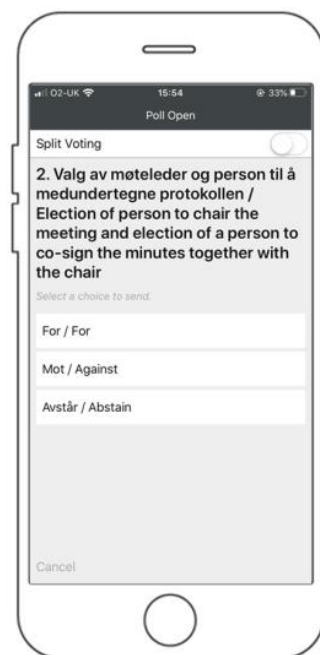 O2-UK 15:54 33%
Poll Open
Split Voting
2. Valg av møteleder og person til å
medundertegne protokollen /
Election of person to chair the
meeting and election of a person to
co-sign the minutes together with
the chair
Select a choice to send.
For / For
Mot / Against
Avstår / Abstain
Cancel